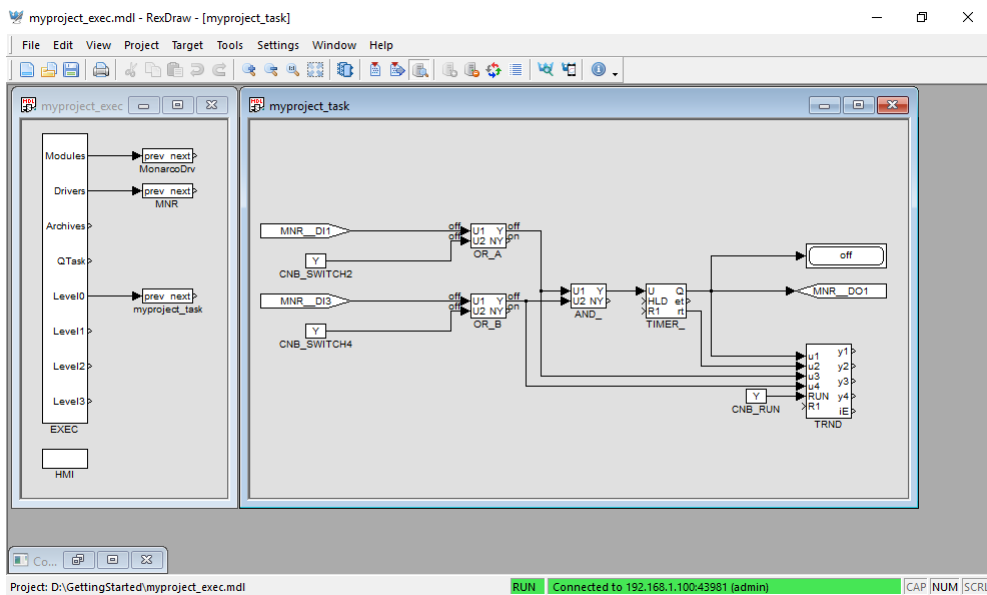 myproject_exec.mdl - RexDraw - [myproject_task]
File Edit View Project Target Tools Settings Window Help
myproject_exec
Modules
prev next
MonarcoDrv
Drivers
prev next
MNR
Archives
QTask
Level0
prev next
myproject_task
Level1
Level2
Level3
EXEC
HMI
myproject_task
MNR__DI1
off U1 Y off
off U2 NY on
OR_A
Y
CNB_SWITCH2
MNR__DI3
off U1 Y off
off U2 NY on
OR_B
Y
CNB_SWITCH4
U1 Y
U2 NY
AND_
U Q
HLD et
R1 rt
TIMER_
off
MNR__DO1
u1 y1
u2 y2
u3 y3
u4
RUN y4
R1 iE
TRND
Y
CNB_RUN
Co...
Project: D:\GettingStarted\myproject_exec.mdl
RUN Connected to 192.168.1.100:43981 (admin)
CAP NUM SCRL